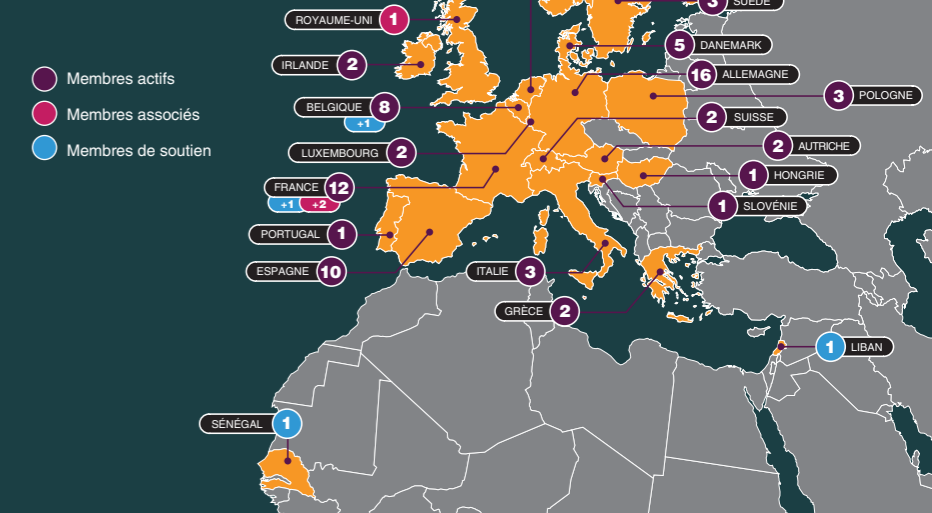 3 SUÈDE
ROYAUME-UNI 1
5 DANEMARK
IRLANDE 2
16 ALLEMAGNE
Membres actifs
3 POLOGNE
BELGIQUE 8
Membres associés
2 SUISSE
+1
2 AUTRICHE
Membres de soutien
LUXEMBOURG 2
1 HONGRIE
FRANCE 12
+1 +2
1 SLOVÉNIE
PORTUGAL 1
ESPAGNE 10
ITALIE 3
GRÈCE 2
1 LIBAN
SÉNÉGAL 1